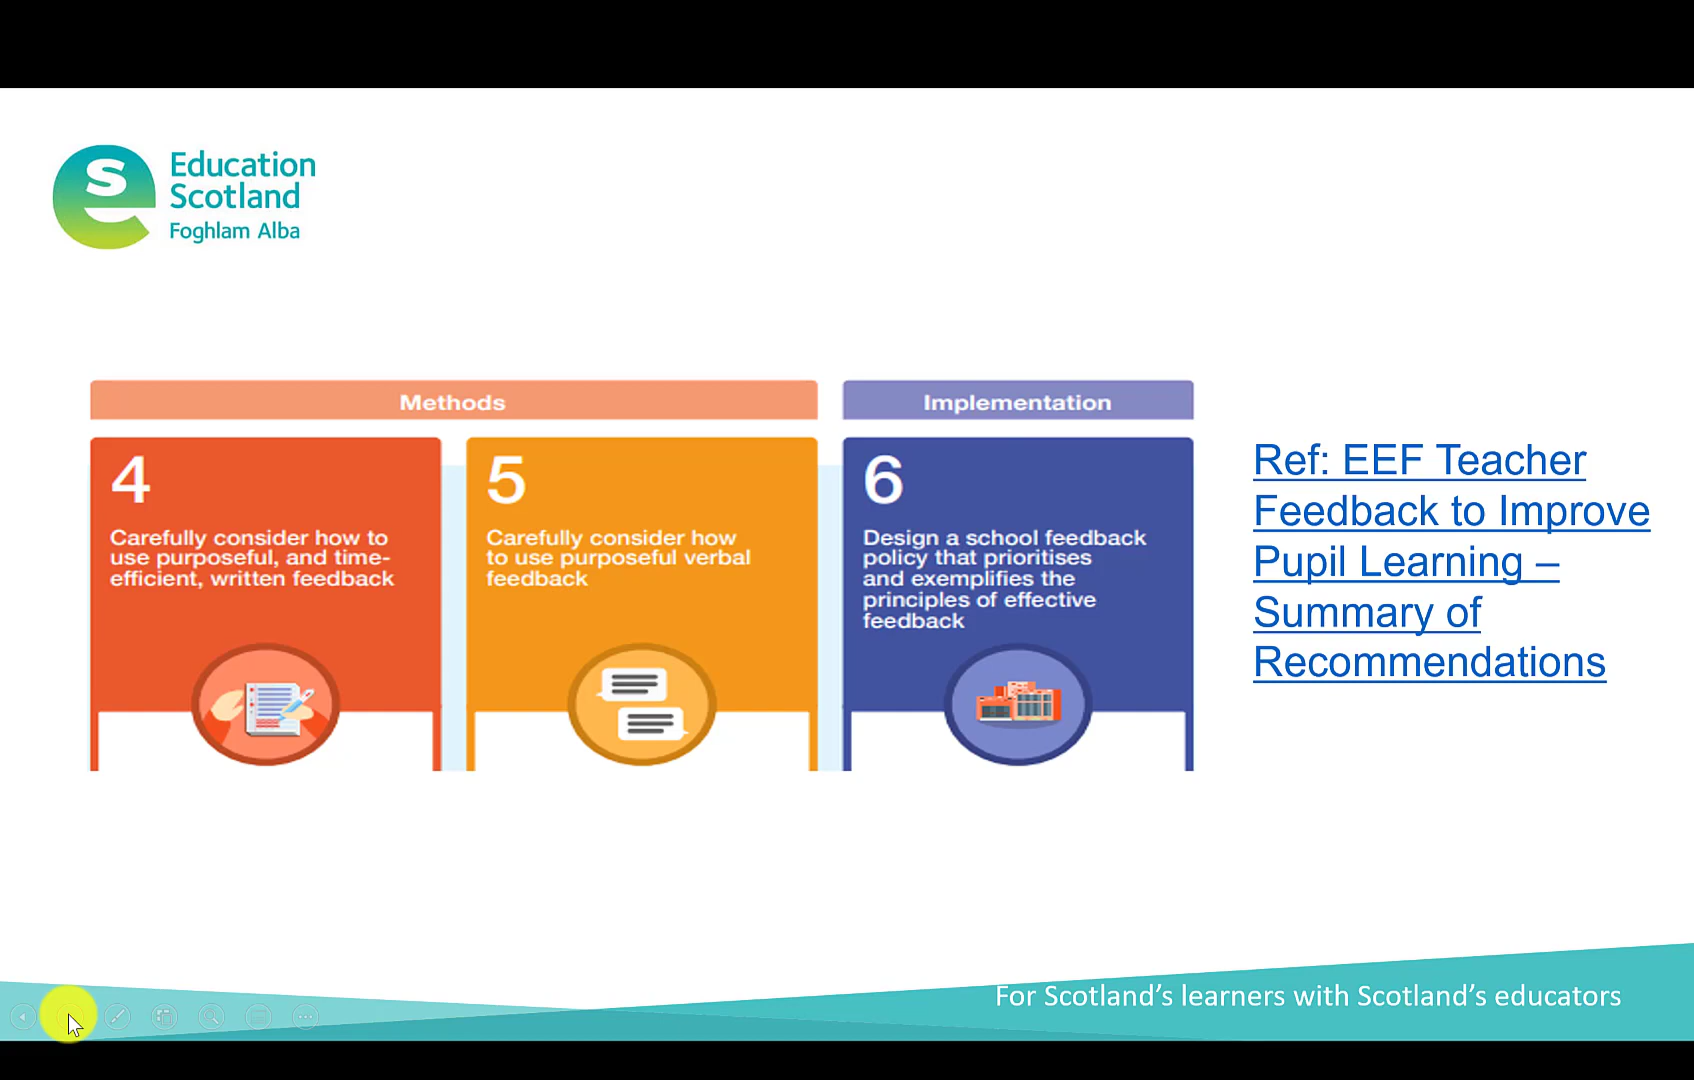 Education
Scotland
Foghlam Alba
Methods
4
Carefully consider how to
use purposeful, and time-
efficient, written feedback
5
Carefully consider how
to use purposeful verbal
feedback
Implementation
6
Design a school feedback
policy that prioritises
and exemplifies the
principles of effective
feedback
Ref: EEF Teacher
Feedback to Improve
Pupil Learning –
Summary of
Recommendations
For Scotland’s learners with Scotland’s educators